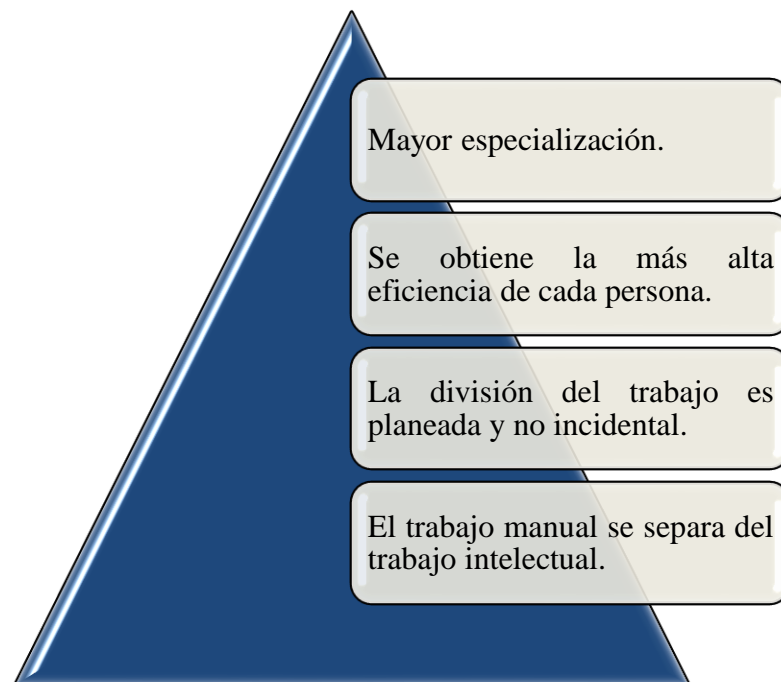 Mayor especialización.
Se obtiene la más alta
eficiencia de cada persona.
La división del trabajo es
planeada y no incidental.
El trabajo manual se separa del
trabajo intelectual.